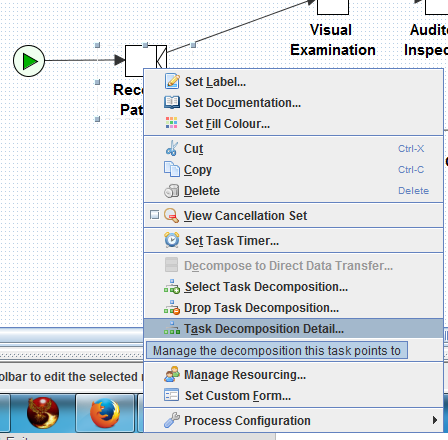 Visual
Examination
Audito
Inspec
Rece
Pat
Set Label...
Set Documentation...
Set Fill Colour...
Cut Ctrl-X
Copy Ctrl-C
Delete Delete
View Cancellation Set
Set Task Timer...
Decompose to Direct Data Transfer...
Select Task Decomposition...
Drop Task Decomposition...
Task Decomposition Detail...
Manage the decomposition this task points to
olbar to edit the selected
Manage Resourcing...
Set Custom Form...
Process Configuration